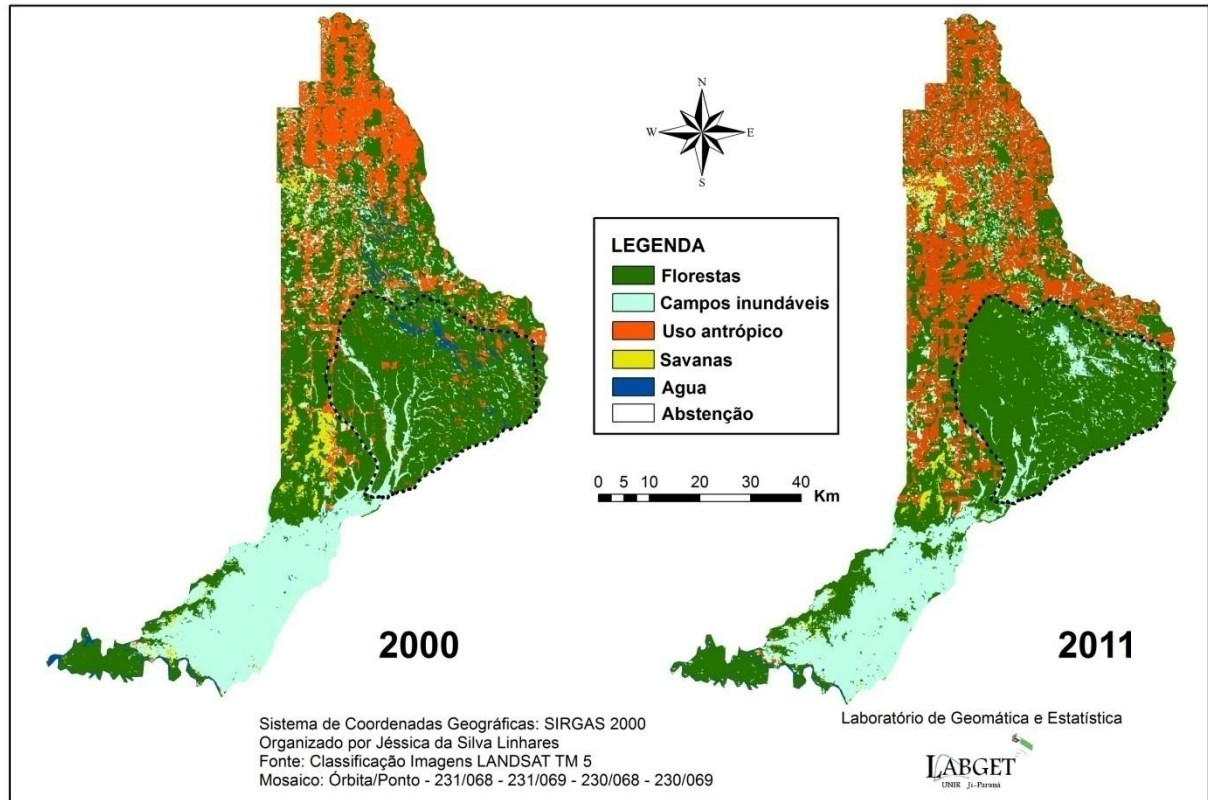 N
W
E
S
LEGENDA
Florestas
Campos inundáveis
Uso antrópico
Savanas
Agua
Abstenção
0 5 10 20 30 40
Km
2000
2011
Sistema de Coordenadas Geográficas: SIRGAS 2000
Organizado por Jéssica da Silva Linhares
Fonte: Classificação Imagens LANDSAT TM 5
Mosaico: Órbita/Ponto - 231/068 - 231/069 - 230/068 - 230/069
Laboratório de Geomática e Estatística
LABGET
UNIR Ji-Paraná